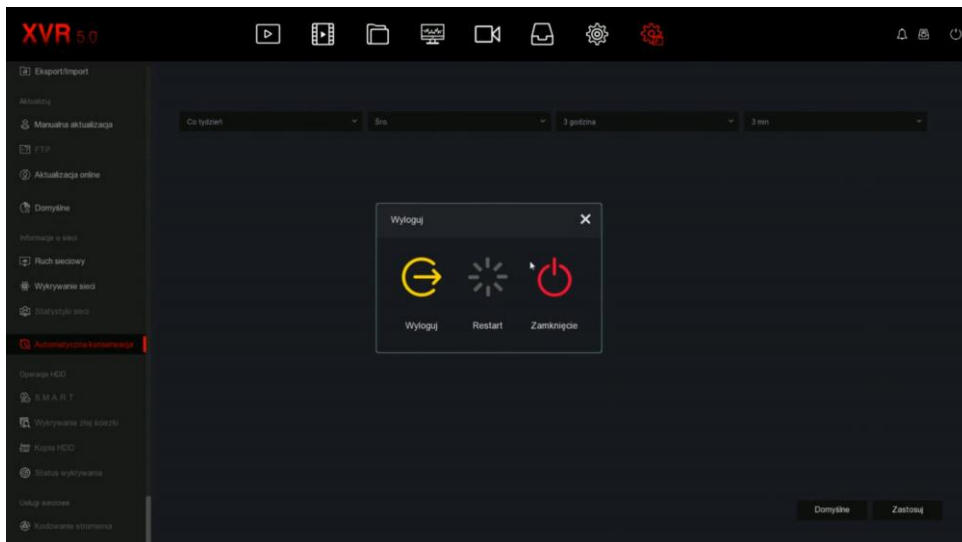 XVR 5.0
Eksport/Import
Aktualizuj
Manualna aktualizacja
FTP
Aktualizacja online
Domyślne
Informacje o sieci
Ruch sieciowy
Wykrywanie sieci
Statystyki sieci
Automatyczna konserwacja
Operacje HDD
S.M.A.R.T
Wykrywanie złej ścieżki
Kopia HDD
Status wykrywania
Usługi sieciowe
Kodowanie strumienia
Co tydzień
Śro.
3 godzina
3 min
Wyloguj
Wyloguj
Restart
Zamknięcie
Domyślne
Zastosuj